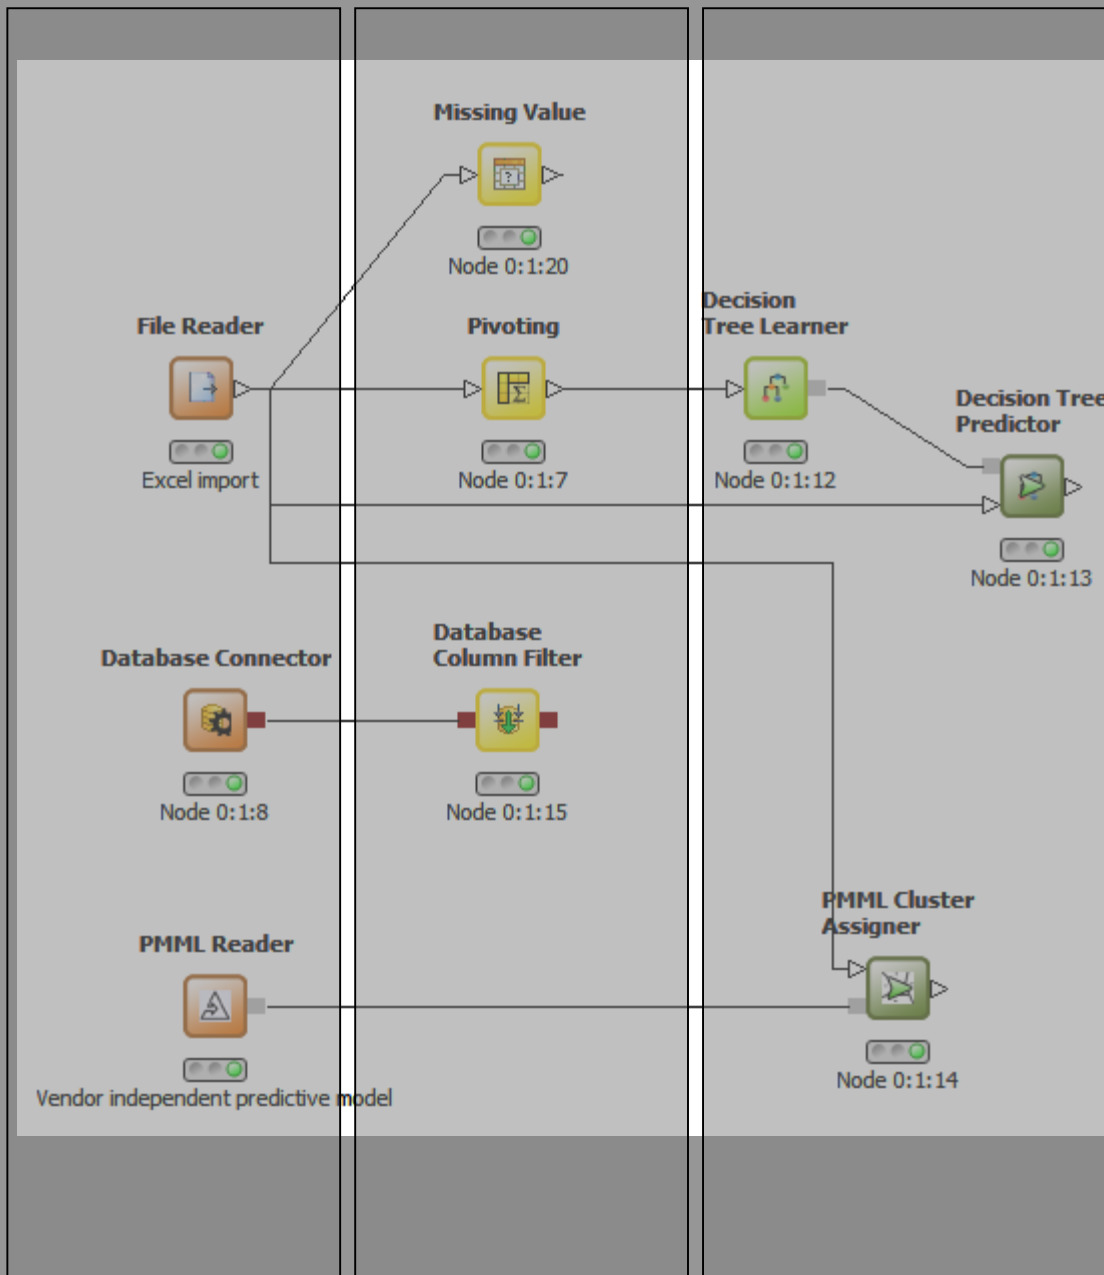 Missing Value
Node 0:1:20
File Reader
Excel import
Pivoting
Node 0:1:7
Decision
Tree Learner
Node 0:1:12
Decision Tree
Predictor
Node 0:1:13
Database Connector
Node 0:1:8
Database
Column Filter
Node 0:1:15
PMML Reader
Vendor independent predictive model
PMML Cluster
Assigner
Node 0:1:14